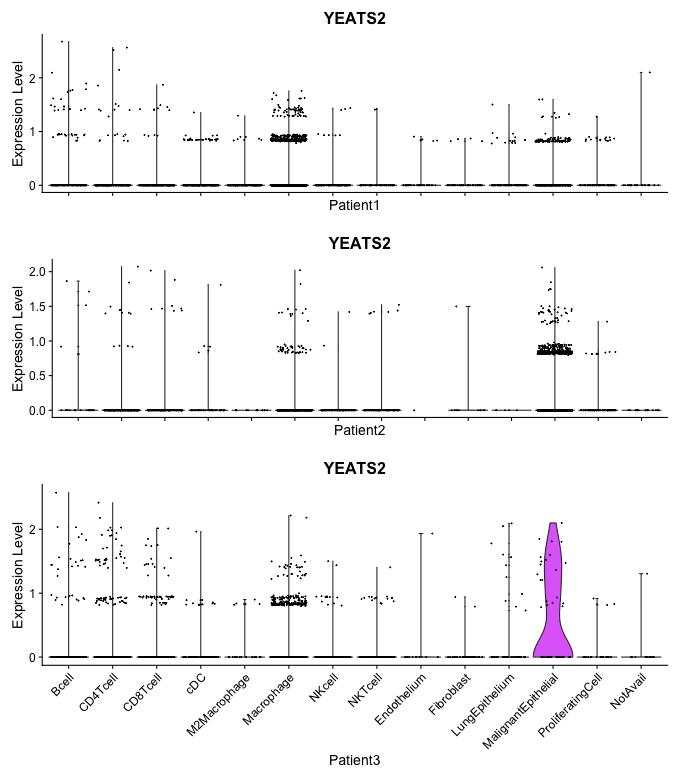 YEATS2
Expression Level
2
1
0
Patient1
YEATS2
Expression Level
2.0
1.5
1.0
0.5
0.0
Patient2
YEATS2
Expression Level
2
1
0
Bcell
CD4Tcell
CD8Tcell
cDC
M2Macrophage
Macrophage
NKcell
NKTcell
Endothelium
Fibroblast
LungEpithelium
MalignantEpithelial
ProliferatingCell
NotAvail
Patient3